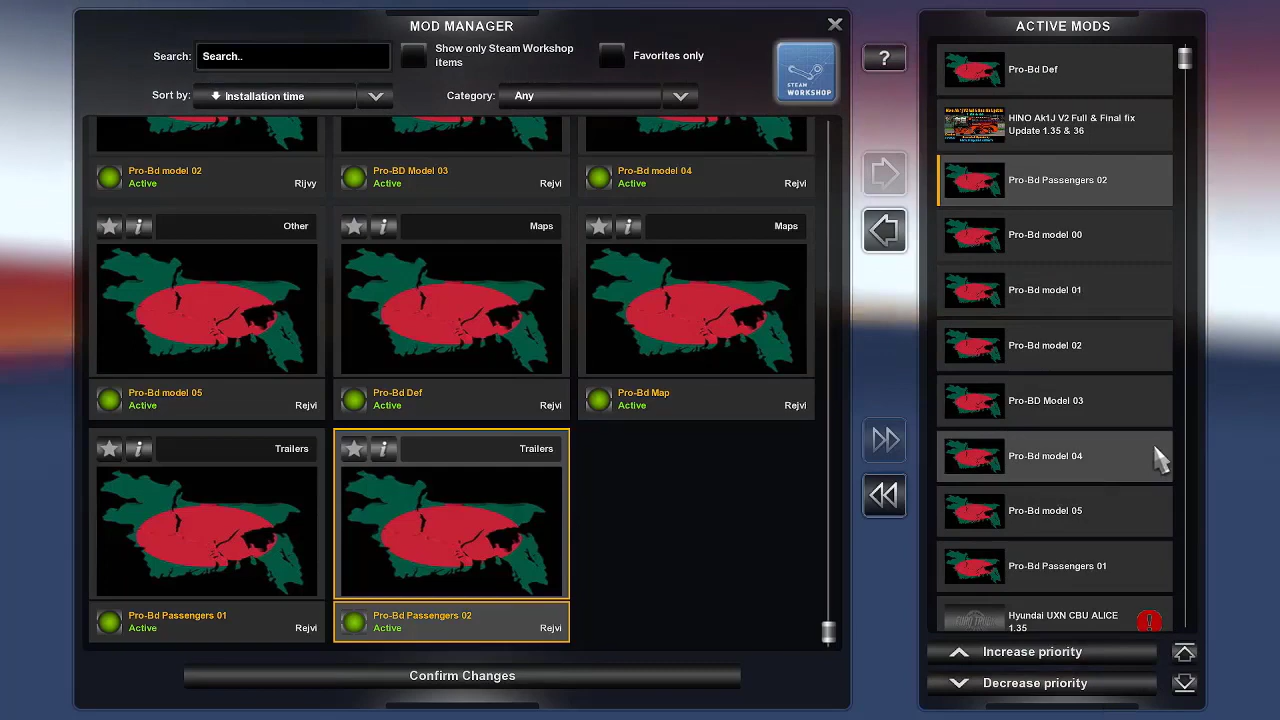 MOD MANAGER
Search:
Search..
Show only Steam Workshop
items
Favorites only
STEAM
WORKSHOP
Sort by:
Installation time
Category:
Any
Pro-Bd model 02
Active
Rijvy
Pro-BD Model 03
Active
Rejvi
Pro-Bd model 04
Active
Rejvi
Other
Pro-Bd model 05
Active
Rejvi
Maps
Pro-Bd Def
Active
Rejvi
Maps
Pro-Bd Map
Active
Rejvi
Trailers
Pro-Bd Passengers 01
Active
Rejvi
Trailers
Pro-Bd Passengers 02
Active
Rejvi
Confirm Changes
?
ACTIVE MODS
Pro-Bd Def
HINO Ak1J V2 Full & Final fix
Update 1.35 & 36
Pro-Bd Passengers 02
Pro-Bd model 00
Pro-Bd model 01
Pro-Bd model 02
Pro-BD Model 03
Pro-Bd model 04
Pro-Bd model 05
Pro-Bd Passengers 01
Hyundai UXN CBU ALICE
1.35
Increase priority
Decrease priority